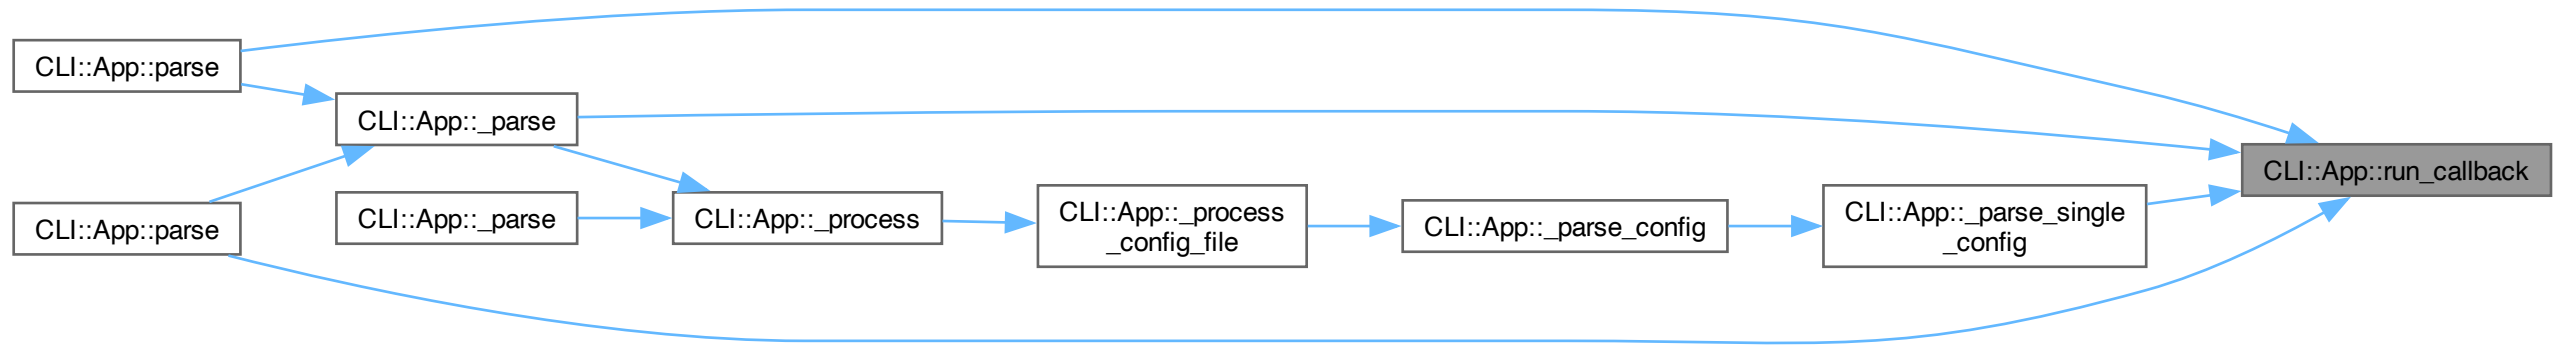 CLI::App::parse
CLI::App::parse
CLI::App::_parse
CLI::App::_parse
CLI::App::_process
CLI::App::_process
_config_file
CLI::App::_parse_config
CLI::App::_parse_single
_config
CLI::App::run_callback